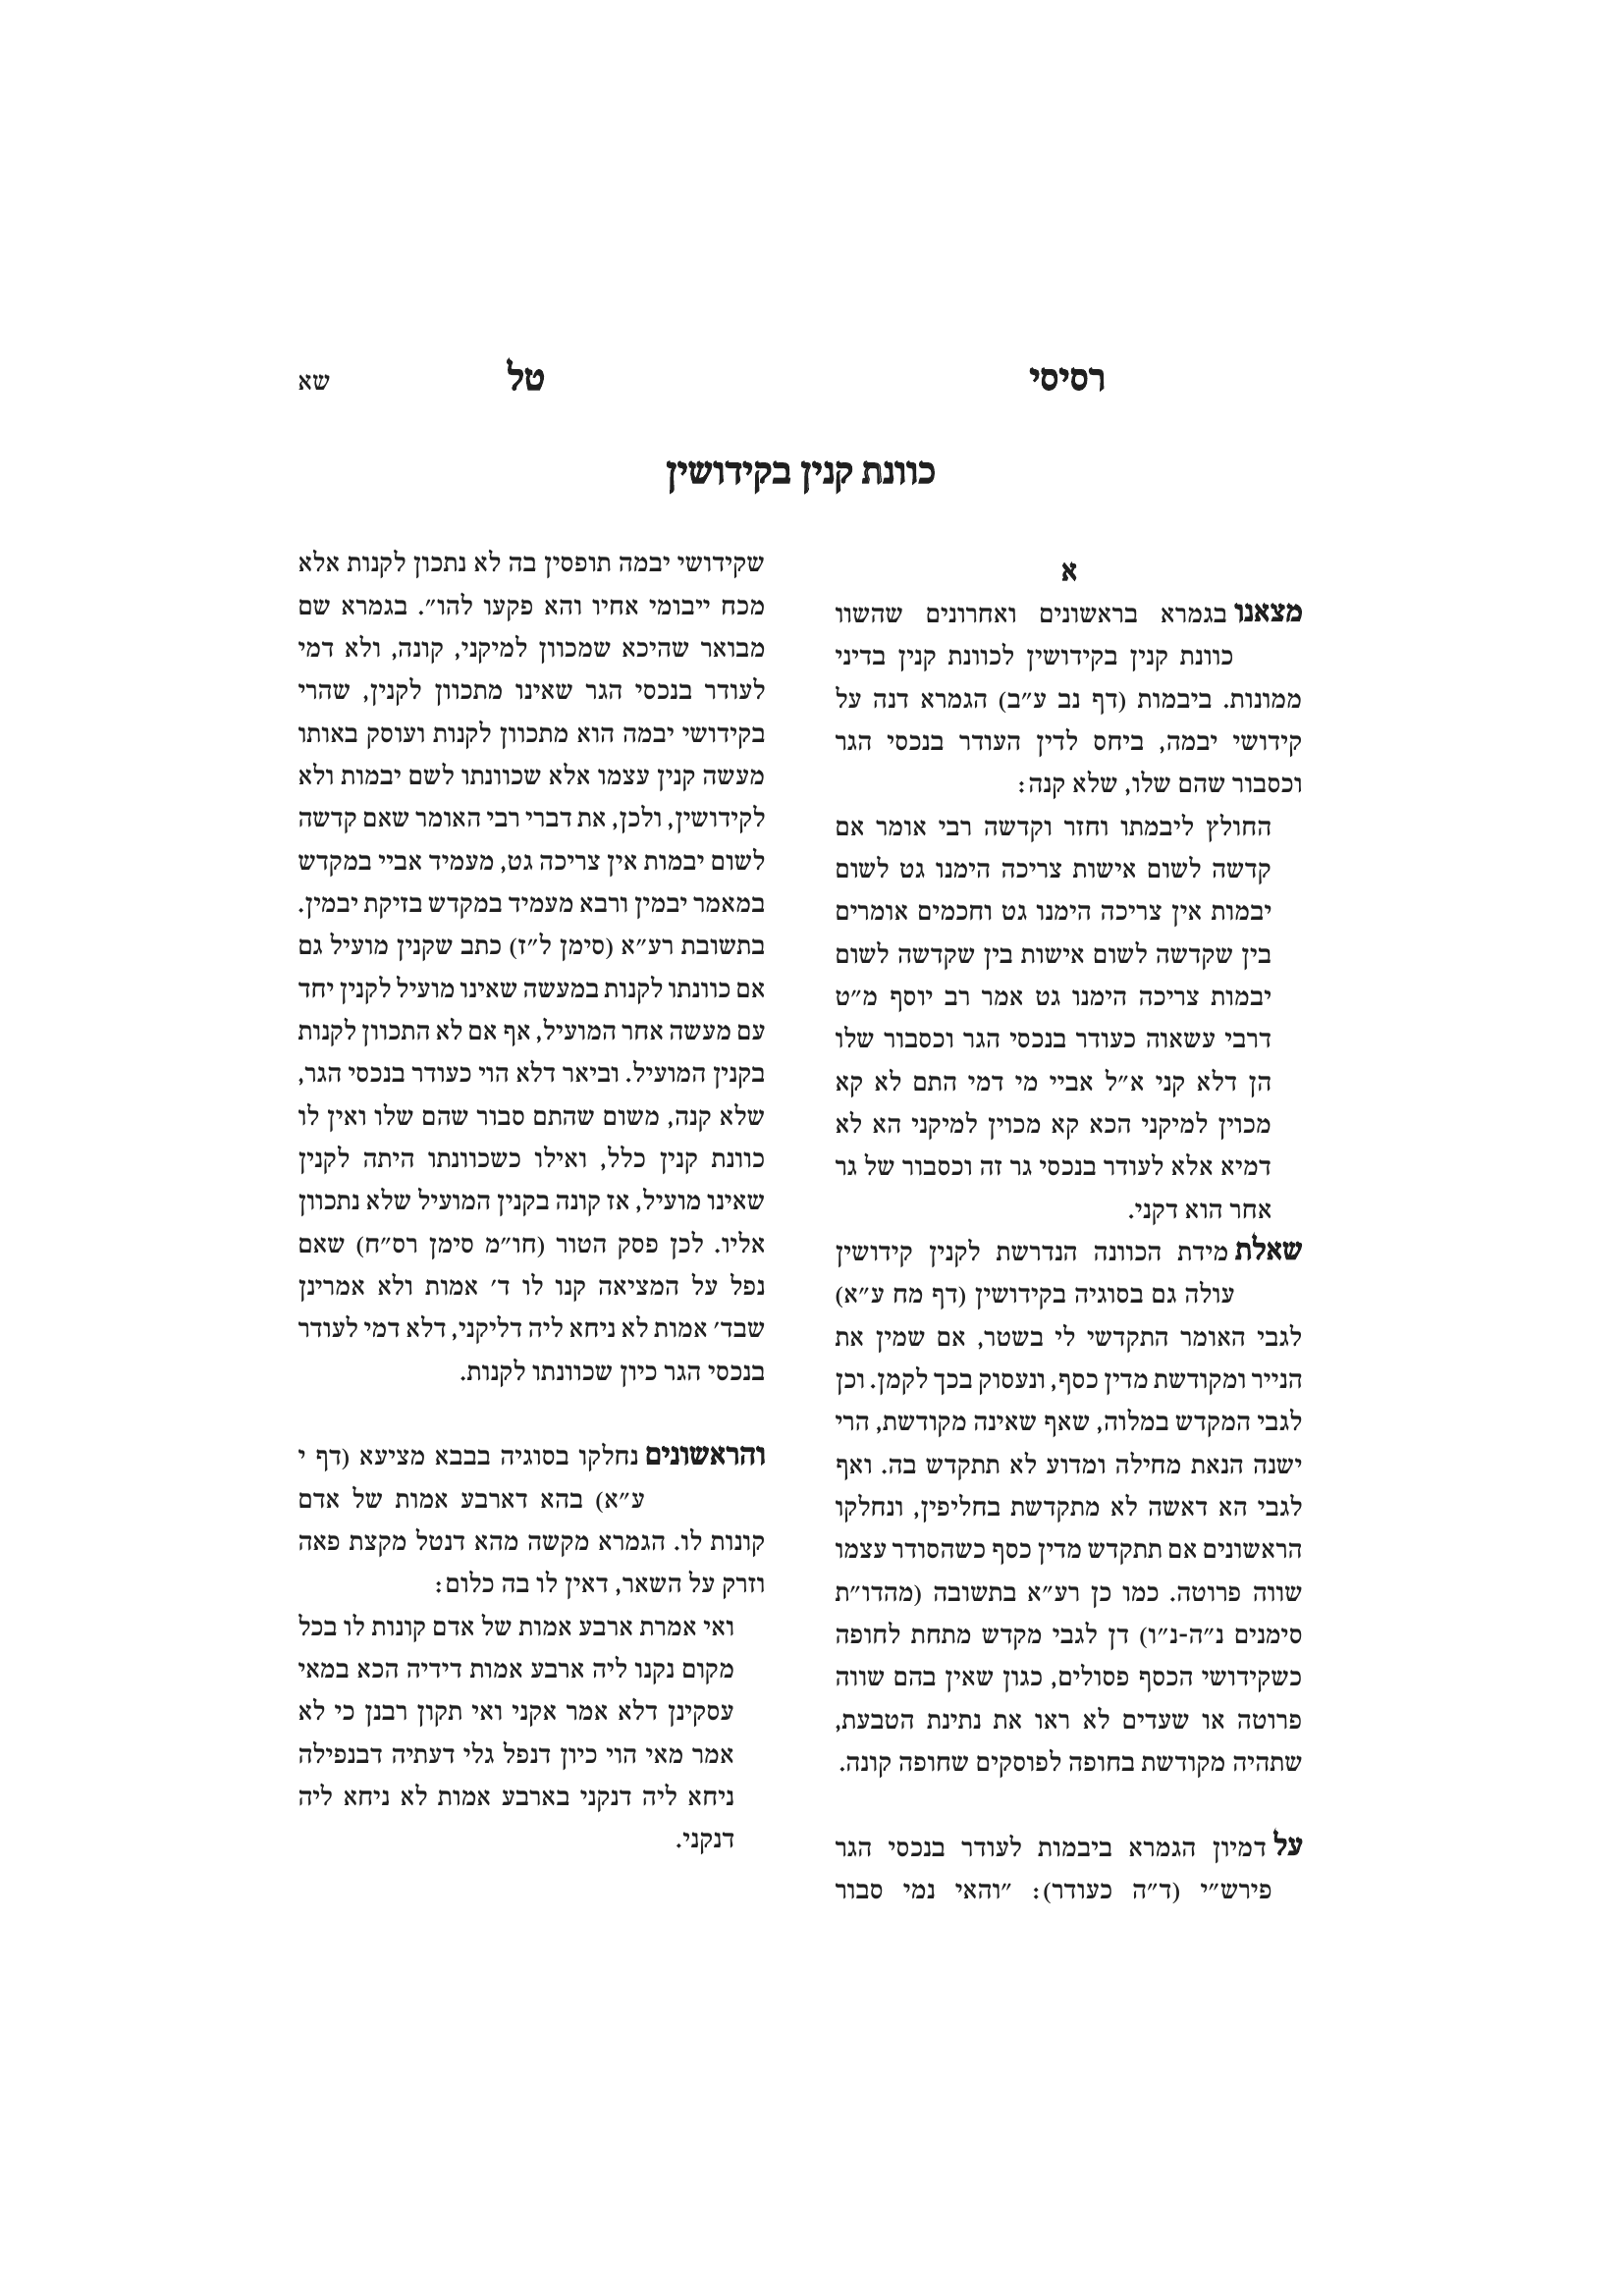 רסיסי טל שא
כוונת קנין בקידושין
א
מצאנו בגמרא בראשונים ואחרונים שהשוו
כוונת קנין בקידושין לכוונת קנין בדיני
ממונות. ביבמות (דף נב ע״ב) הגמרא דנה על
קידושי יבמה, ביחס לדין העודר בנכסי הגר
וכסבור שהם שלו, שלא קנה:
החולץ ליבמתו וחזר וקדשה רבי אומר אם
קדשה לשום אישות צריכה הימנו גט לשום
יבמות אין צריכה הימנו גט וחכמים אומרים
בין שקדשה לשום אישות בין שקדשה לשום
יבמות צריכה הימנו גט אמר רב יוסף מ״ט
דרבי עשאוה כעודר בנכסי הגר וכסבור שלו
הן דלא קני א״ל אביי מי דמי התם לא קא
מכוין למיקני הכא קא מכוין למיקני הא לא
דמיא אלא לעודר בנכסי גר זה וכסבור של גר
אחר הוא דקני.
שאלת מידת הכוונה הנדרשת לקנין קידושין
עולה גם בסוגיה בקידושין (דף מח ע״א)
לגבי האומר התקדשי לי בשטר, אם שמין את
הנייר ומקודשת מדין כסף, ונעסוק בכך לקמן. וכן
לגבי המקדש במלוה, שאף שאינה מקודשת, הרי
ישנה הנאת מחילה ומדוע לא תתקדש בה. ואף
לגבי הא דאשה לא מתקדשת בחליפין, ונחלקו
הראשונים אם תתקדש מדין כסף כשהסודר עצמו
שווה פרוטה. כמו כן רע״א בתשובה (מהדו״ת
סימנים נ״ה-נ״ו) דן לגבי מקדש מתחת לחופה
כשקידושי הכסף פסולים, כגון שאין בהם שווה
פרוטה או שעדים לא ראו את נתינת הטבעת,
שתהיה מקודשת בחופה לפוסקים שחופה קונה.
על דמיון הגמרא ביבמות לעודר בנכסי הגר
פירש״י (ד״ה כעודר): ״והאי נמי סבור
שקידושי יבמה תופסין בה לא נתכון לקנות אלא
מכח ייבומי אחיו והא פקעו להו״. בגמרא שם
מבואר שהיכא שמכוון למיקני, קונה, ולא דמי
לעודר בנכסי הגר שאינו מתכוון לקנין, שהרי
בקידושי יבמה הוא מתכוון לקנות ועוסק באותו
מעשה קנין עצמו אלא שכוונתו לשם יבמות ולא
לקידושין, ולכן, את דברי רבי האומר שאם קדשה
לשום יבמות אין צריכה גט, מעמיד אביי במקדש
במאמר יבמין ורבא מעמיד במקדש בזיקת יבמין.
בתשובת רע״א (סימן ל״ז) כתב שקנין מועיל גם
אם כוונתו לקנות במעשה שאינו מועיל לקנין יחד
עם מעשה אחר המועיל, אף אם לא התכוון לקנות
בקנין המועיל. וביאר דלא הוי כעודר בנכסי הגר,
שלא קנה, משום שהתם סבור שהם שלו ואין לו
כוונת קנין כלל, ואילו כשכוונתו היתה לקנין
שאינו מועיל, אז קונה בקנין המועיל שלא נתכוון
אליו. לכן פסק הטור (חו״מ סימן רס״ח) שאם
נפל על המציאה קנו לו ד׳ אמות ולא אמרינן
שבד׳ אמות לא ניחא ליה דליקני, דלא דמי לעודר
בנכסי הגר כיון שכוונתו לקנות.
והראשונים נחלקו בסוגיה בבבא מציעא (דף י
ע״א) בהא דארבע אמות של אדם
קונות לו. הגמרא מקשה מהא דנטל מקצת פאה
וזרק על השאר, דאין לו בה כלום:
ואי אמרת ארבע אמות של אדם קונות לו בכל
מקום נקנו ליה ארבע אמות דידיה הכא במאי
עסקינן דלא אמר אקני ואי תקון רבנן כי לא
אמר מאי הוי כיון דנפל גלי דעתיה דבנפילה
ניחא ליה דנקני בארבע אמות לא ניחא ליה
דנקני.